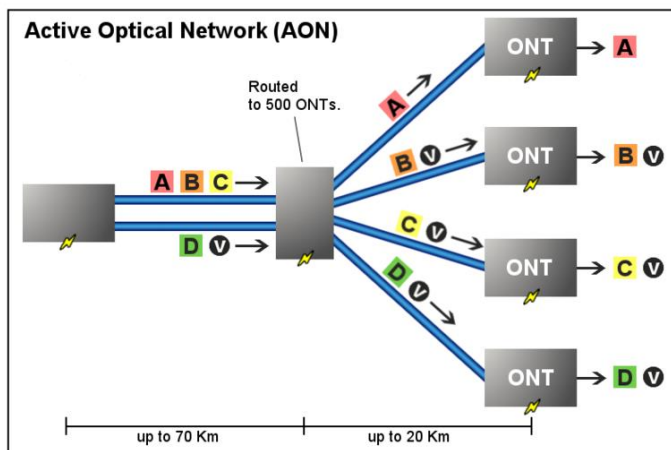 Active Optical Network (AON)
ONT
A
Routed
to 500 ONTs.
A
B V
ONT
B V
A B C
D V
C V
ONT
C V
D V
ONT
D V
up to 70 Km
up to 20 Km